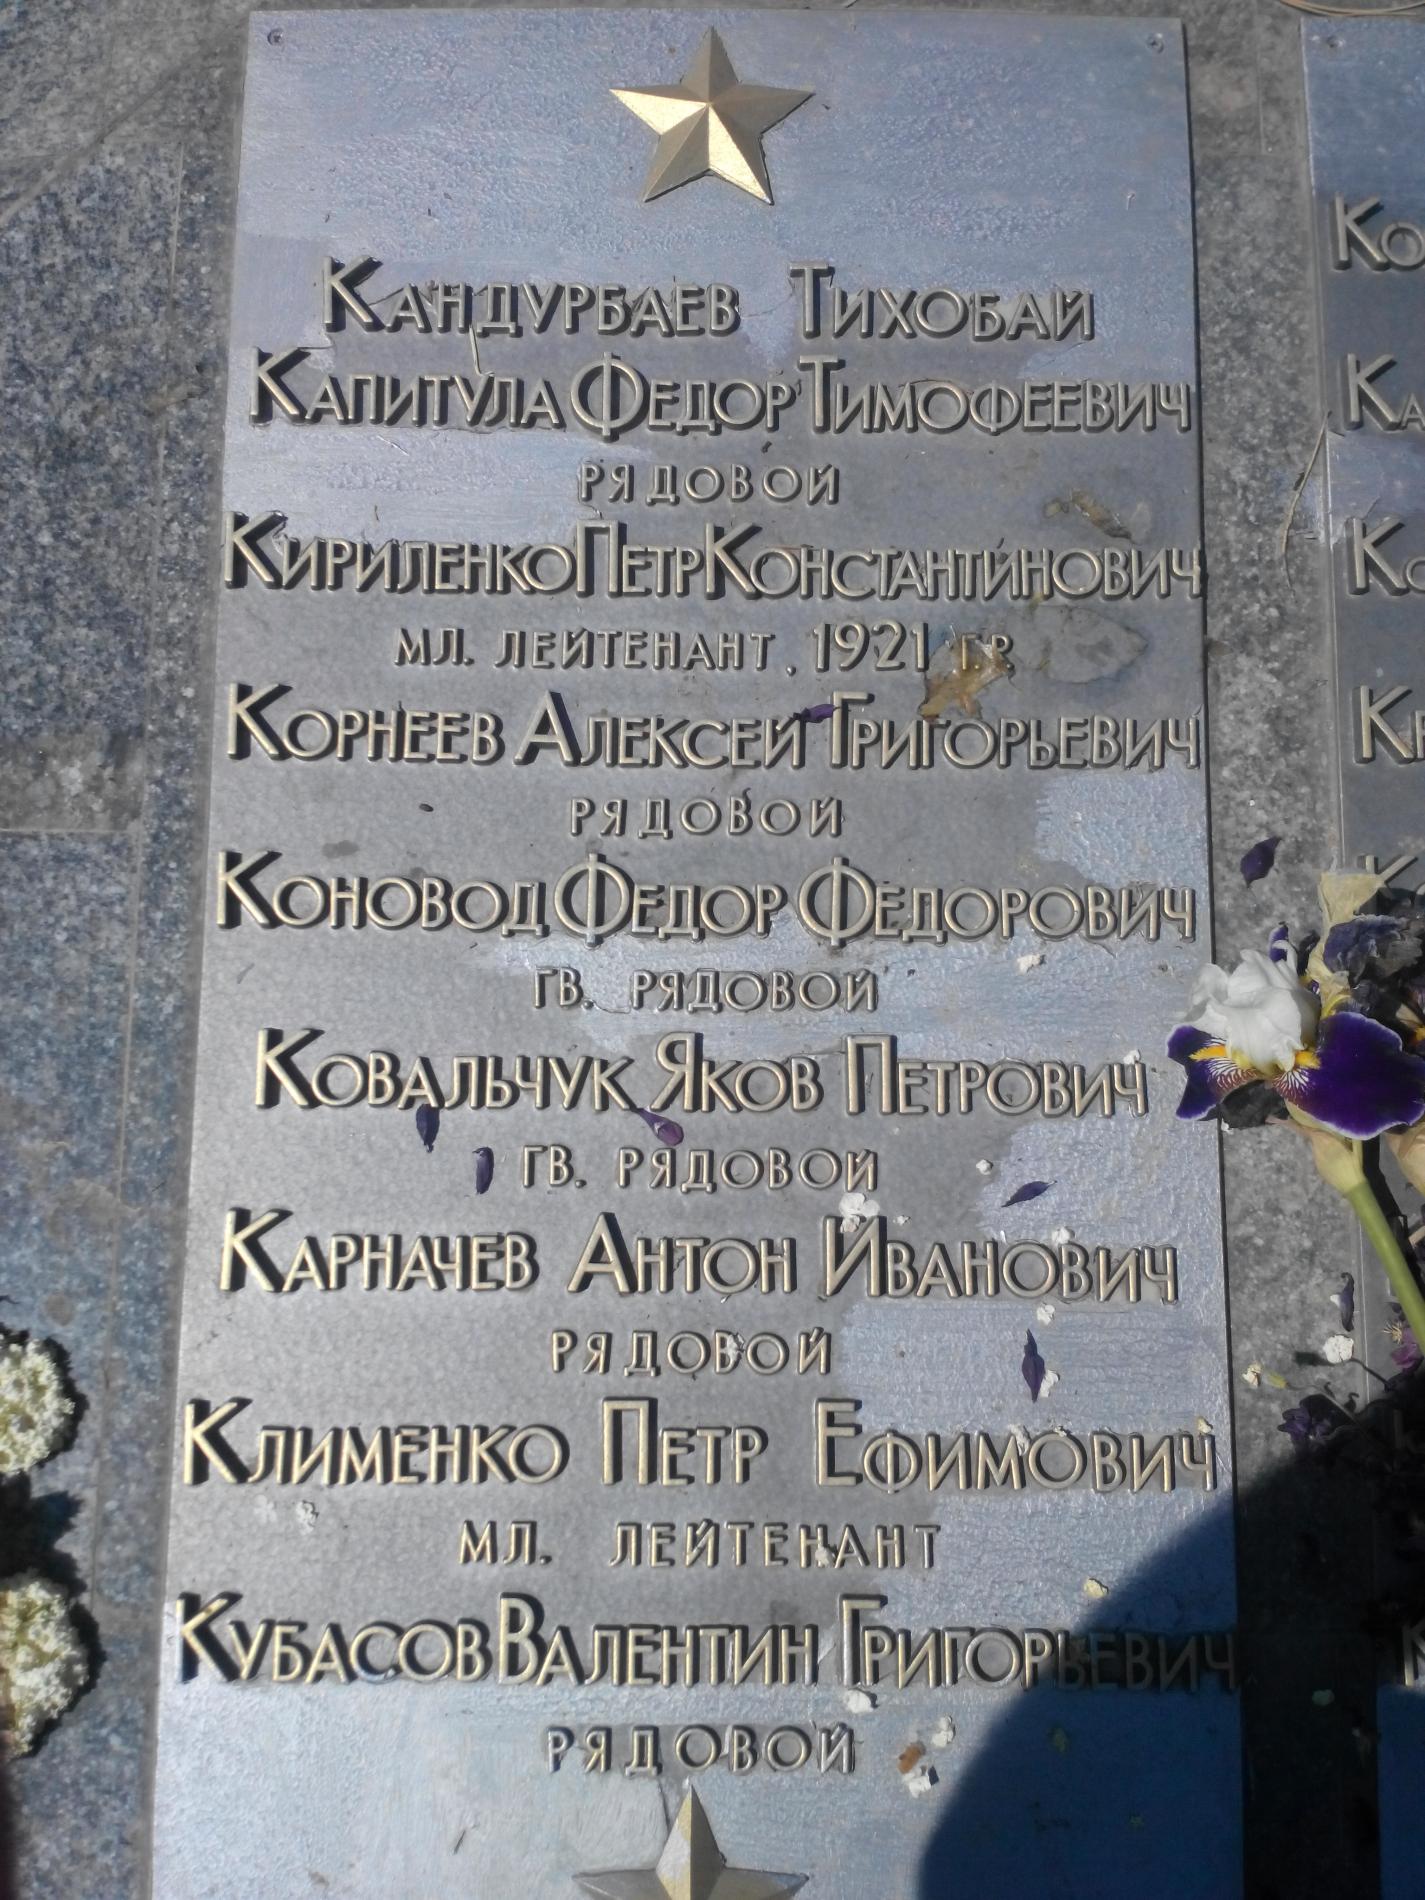 Кандурбаев Тихобай
Капитула Федор Тимофеевич
рядовой
Кириленко Петр Константинович
мл. лейтенант, 1921 г.р.
Корнеев Алексей Григорьевич
рядовой
Коновод Федор Федорович
гв. рядовой
Ковальчук Яков Петрович
гв. рядовой
Карначев Антон Иванович
рядовой
Клименко Петр Ефимович
мл. лейтенант
Кубасов Валентин Григорьевич
рядовой